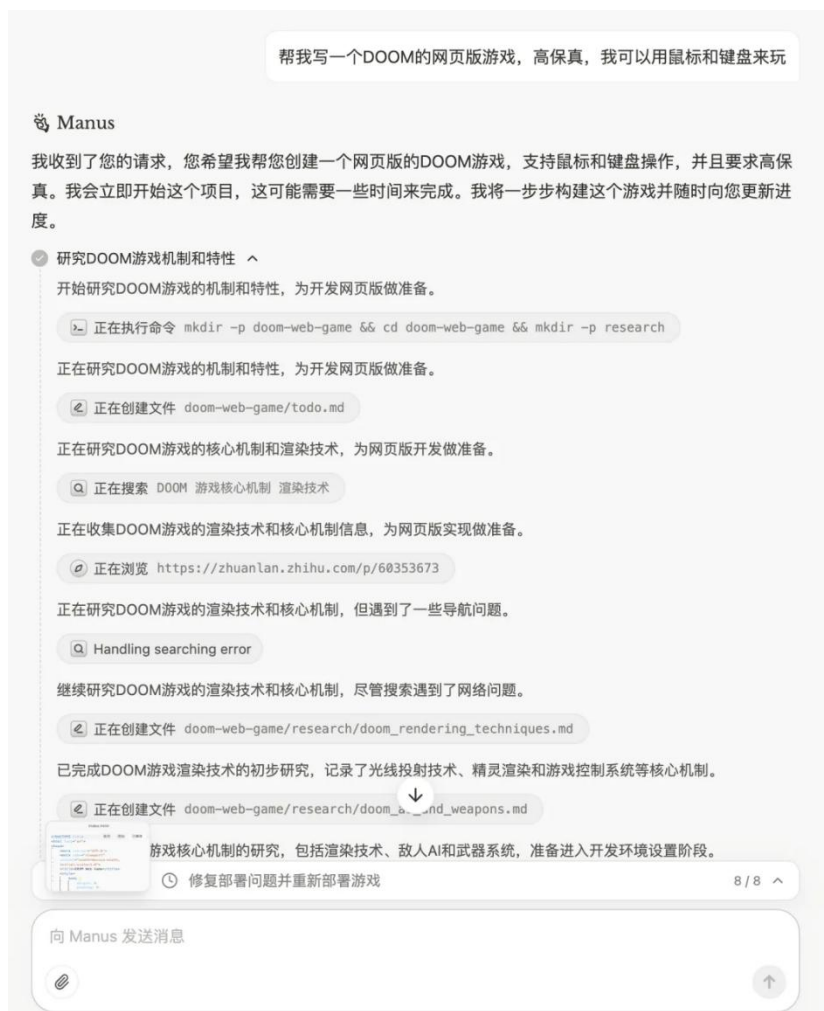 帮我写一个DOOM的网页版游戏，高保真，我可以用鼠标和键盘来玩
Manus
我收到了您的请求，您希望我帮您创建一个网页版的DOOM游戏，支持鼠标和键盘操作，并且要求高保
真。我会立即开始这个项目，这可能需要一些时间来完成。我将一步步构建这个游戏并随时向您更新进
度。
研究DOOM游戏机制和特性
开始研究DOOM游戏的机制和特性，为开发网页版做准备。
正在执行命令 mkdir -p doom-web-game && cd doom-web-game && mkdir -p research
正在研究DOOM游戏的机制和特性，为开发网页版做准备。
正在创建文件 doom-web-game/todo.md
正在研究DOOM游戏的核心机制和渲染技术，为网页版开发做准备。
正在搜索 DOOM 游戏核心机制 渲染技术
正在收集DOOM游戏的渲染技术和核心机制信息，为网页版实现做准备。
正在浏览 https://zhuanlan.zhihu.com/p/60353673
正在研究DOOM游戏的渲染技术和核心机制，但遇到了一些导航问题。
Handling searching error
继续研究DOOM游戏的渲染技术和核心机制，尽管搜索遇到了网络问题。
正在创建文件 doom-web-game/research/doom_rendering_techniques.md
已完成DOOM游戏渲染技术的初步研究，记录了光线投射技术、精灵渲染和游戏控制系统等核心机制。
正在创建文件 doom-web-game/research/doom_ nd_weapons.md
游戏核心机制的研究，包括渲染技术、敌人AI和武器系统，准备进入开发环境设置阶段。
修复部署问题并重新部署游戏 8/8
向 Manus 发送消息